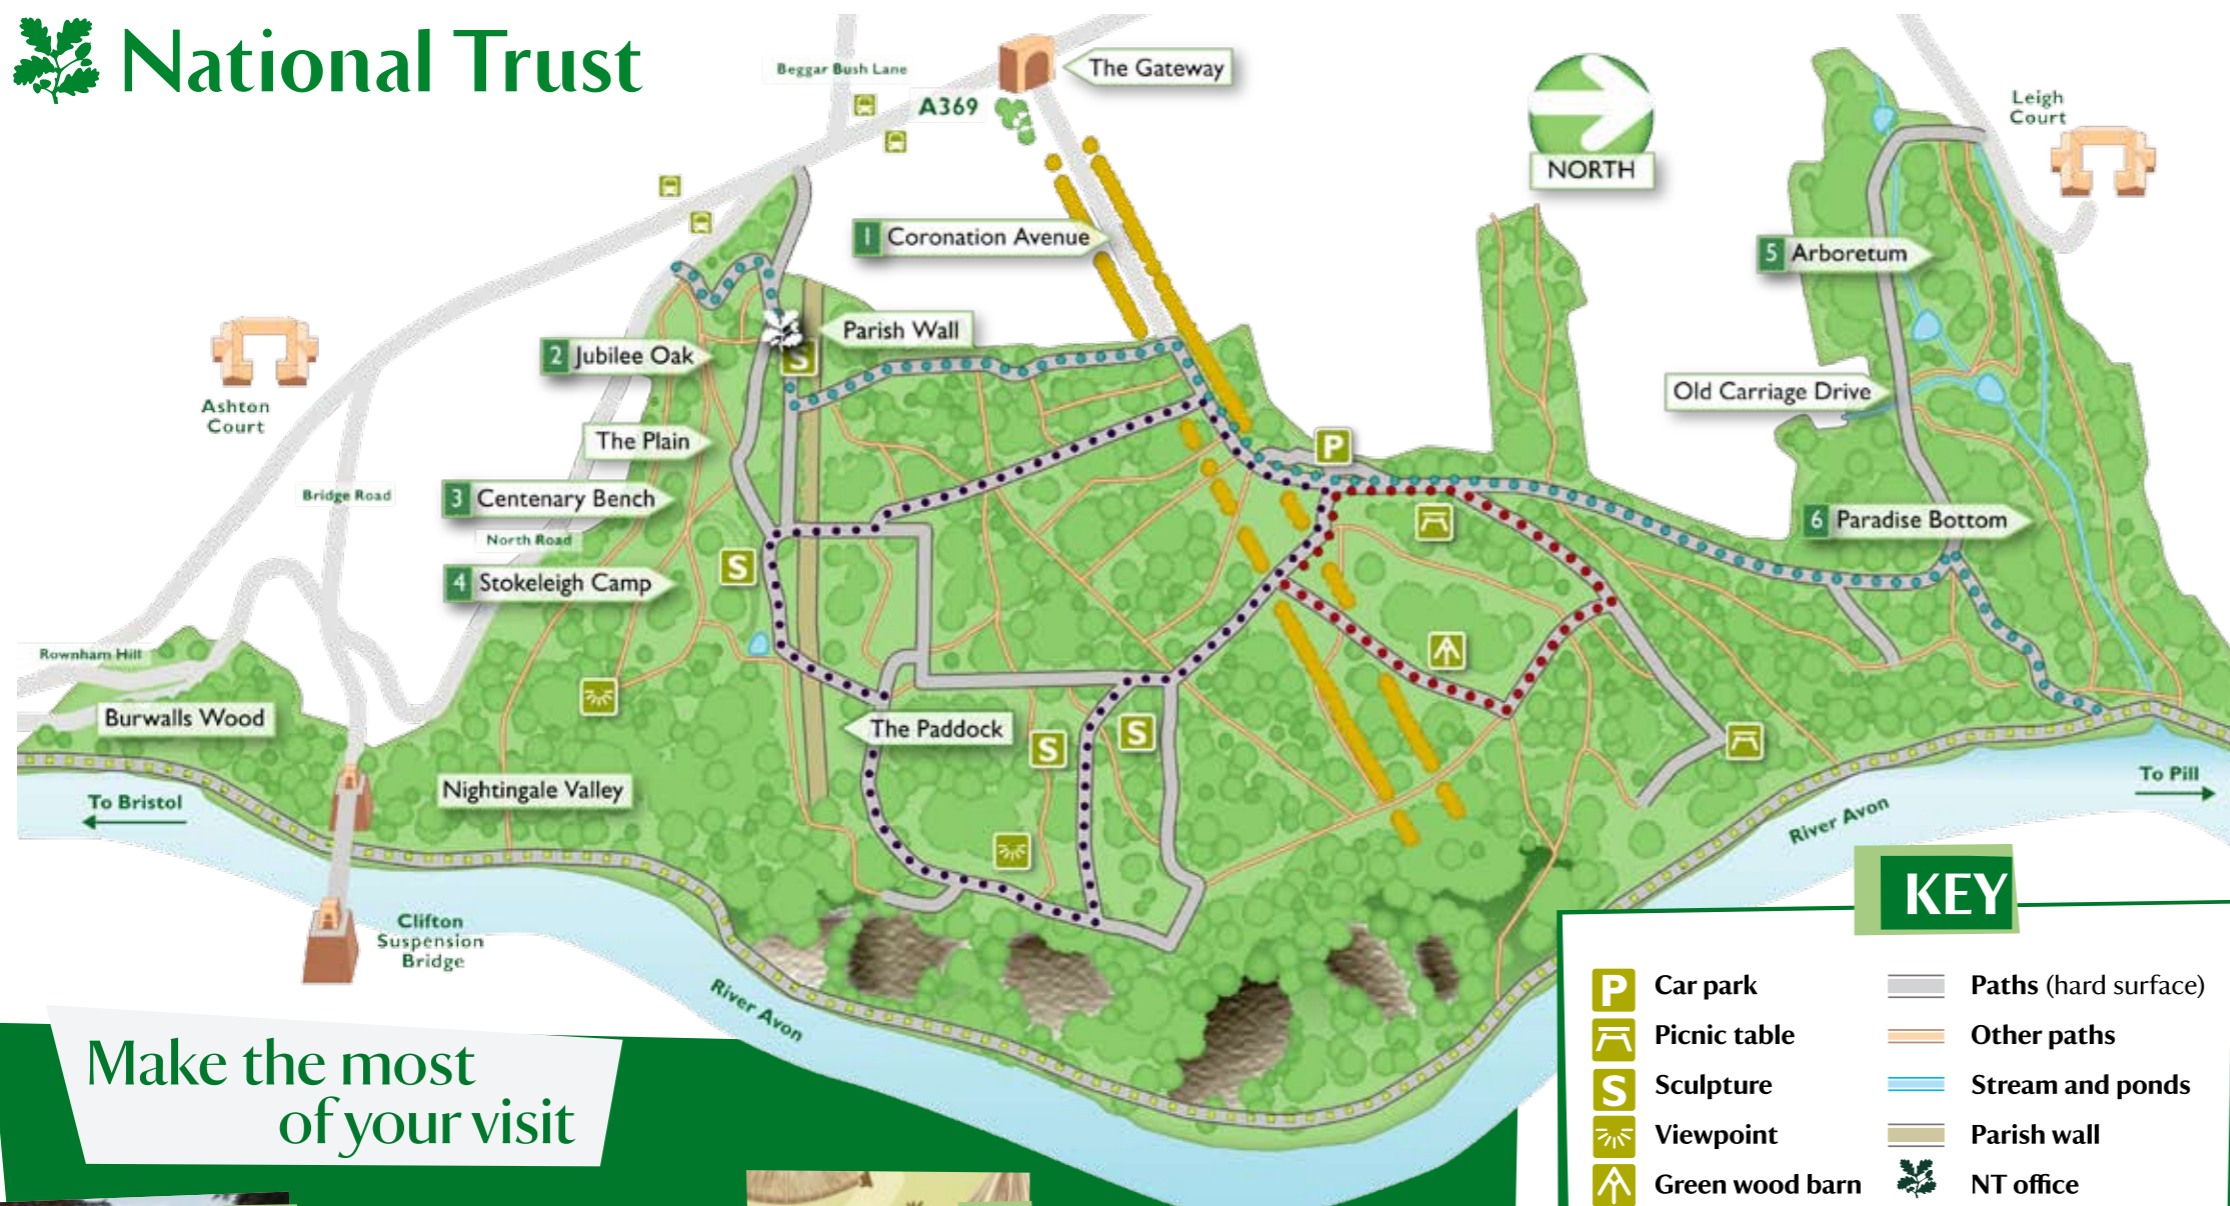 National Trust
Beggar Bush Lane
The Gateway
A369
NORTH
Leigh
Court
1 Coronation Avenue
5 Arboretum
Parish Wall
2 Jubilee Oak
S
Ashton
Court
Old Carriage Drive
The Plain
P
Bridge Road
3 Centenary Bench
6 Paradise Bottom
North Road
S
4 Stokeleigh Camp
Rownham Hill
Burwalls Wood
The Paddock
S
S
Nightingale Valley
To Bristol
To Pill
River Avon
Clifton
Suspension
Bridge
River Avon
Make the most
of your visit
KEY
P Car park
Picnic table
S Sculpture
Viewpoint
Green wood barn
Paths (hard surface)
Other paths
Stream and ponds
Parish wall
NT office